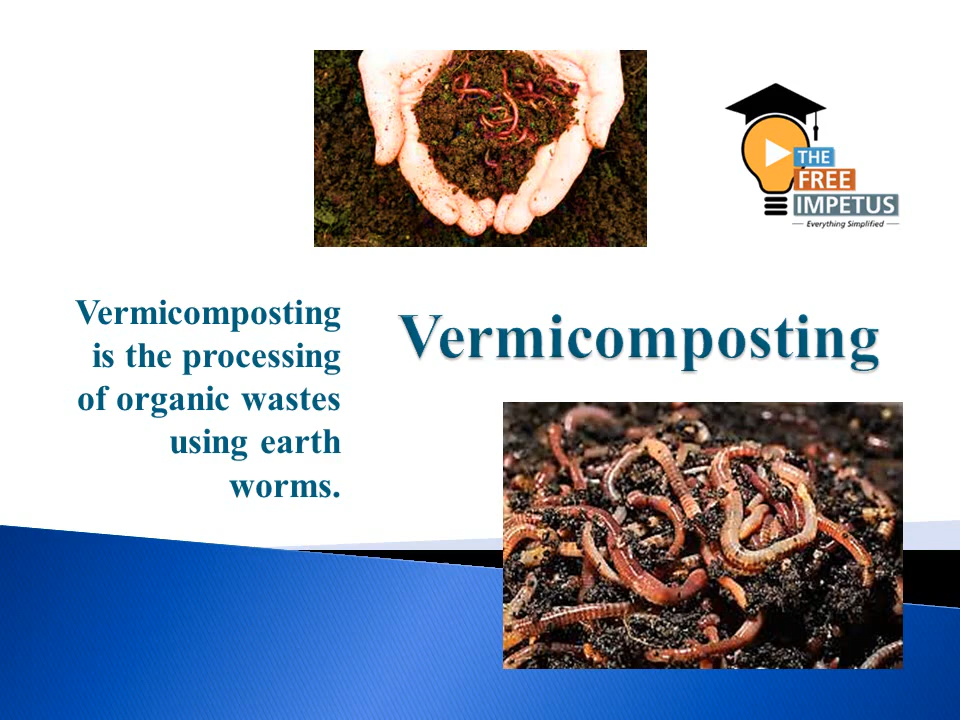 THE
FREE
IMPETUS
Everything Simplified
Vermicomposting
is the processing
of organic wastes
using earth
worms.
Vermicomposting